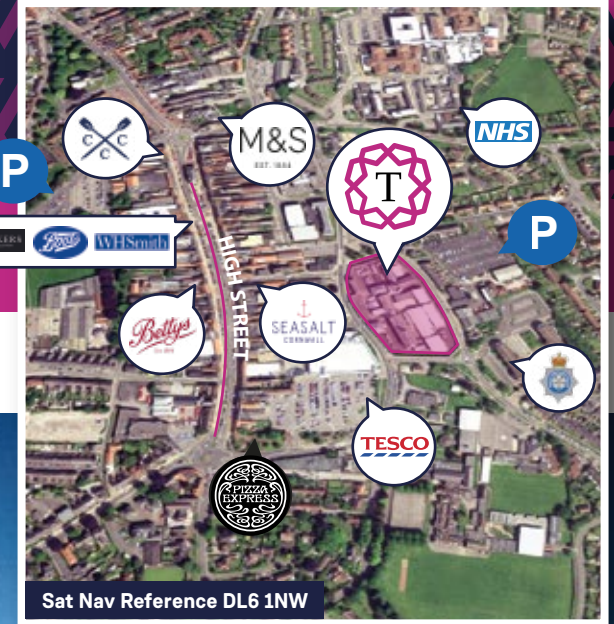 C C
C
M&S
EST. 1884
NHS
T
P
P
Boots
WHSmith
HIGH STREET
Bettys
SEASALT
CORNWALL
TESCO
PIZZA
EXPRESS
Sat Nav Reference DL6 1NW